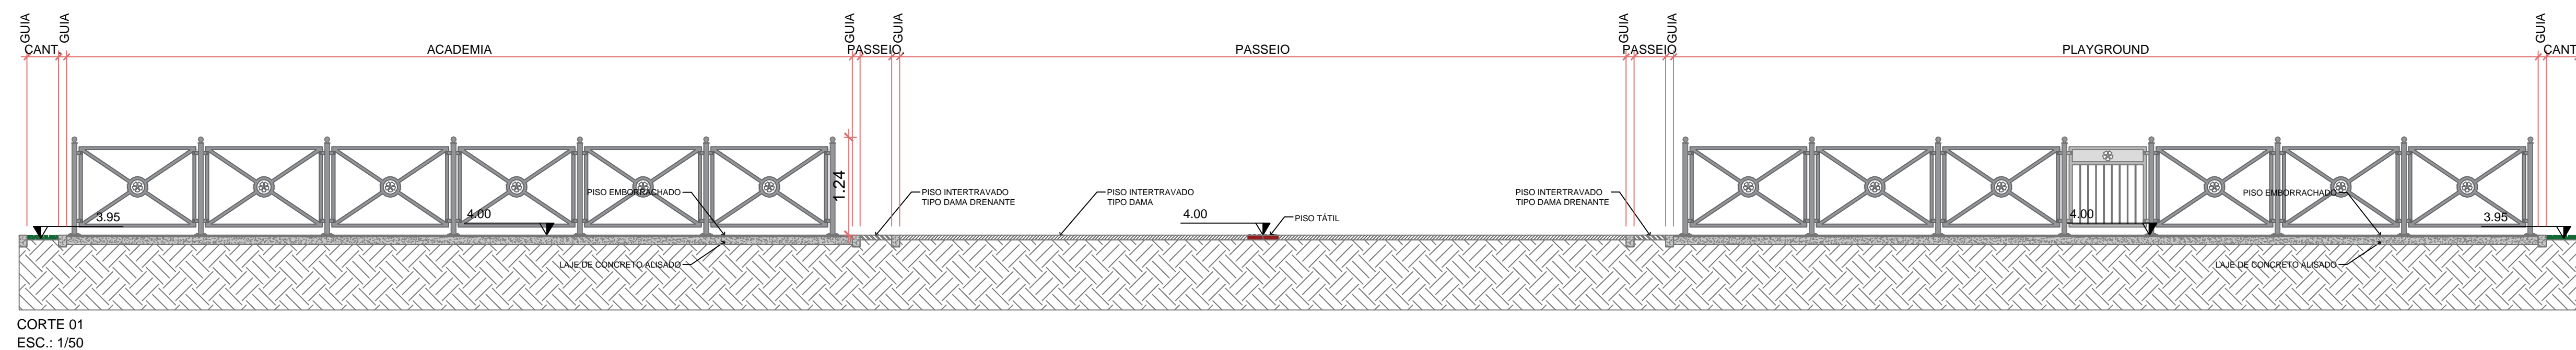 GUIA
GUIA
GUIA
GUIA
GUIA
GUIA
GUIA
CANT.
ACADEMIA
PASSEIO
PASSEIO
PASSEIO
PLAYGROUND
CANT
3.95
PISO EMBORRACHADO
4.00
1.24
PISO INTERTRAVADO
TIPO DAMA DRENANTE
PISO INTERTRAVADO
TIPO DAMA
4.00
PISO TÁTIL
PISO INTERTRAVADO
TIPO DAMA DRENANTE
4.00
PISO EMBORRACHADO
3.95
LAJE DE CONCRETO ALISADO
LAJE DE CONCRETO ALISADO
CORTE 01
ESC.: 1/50